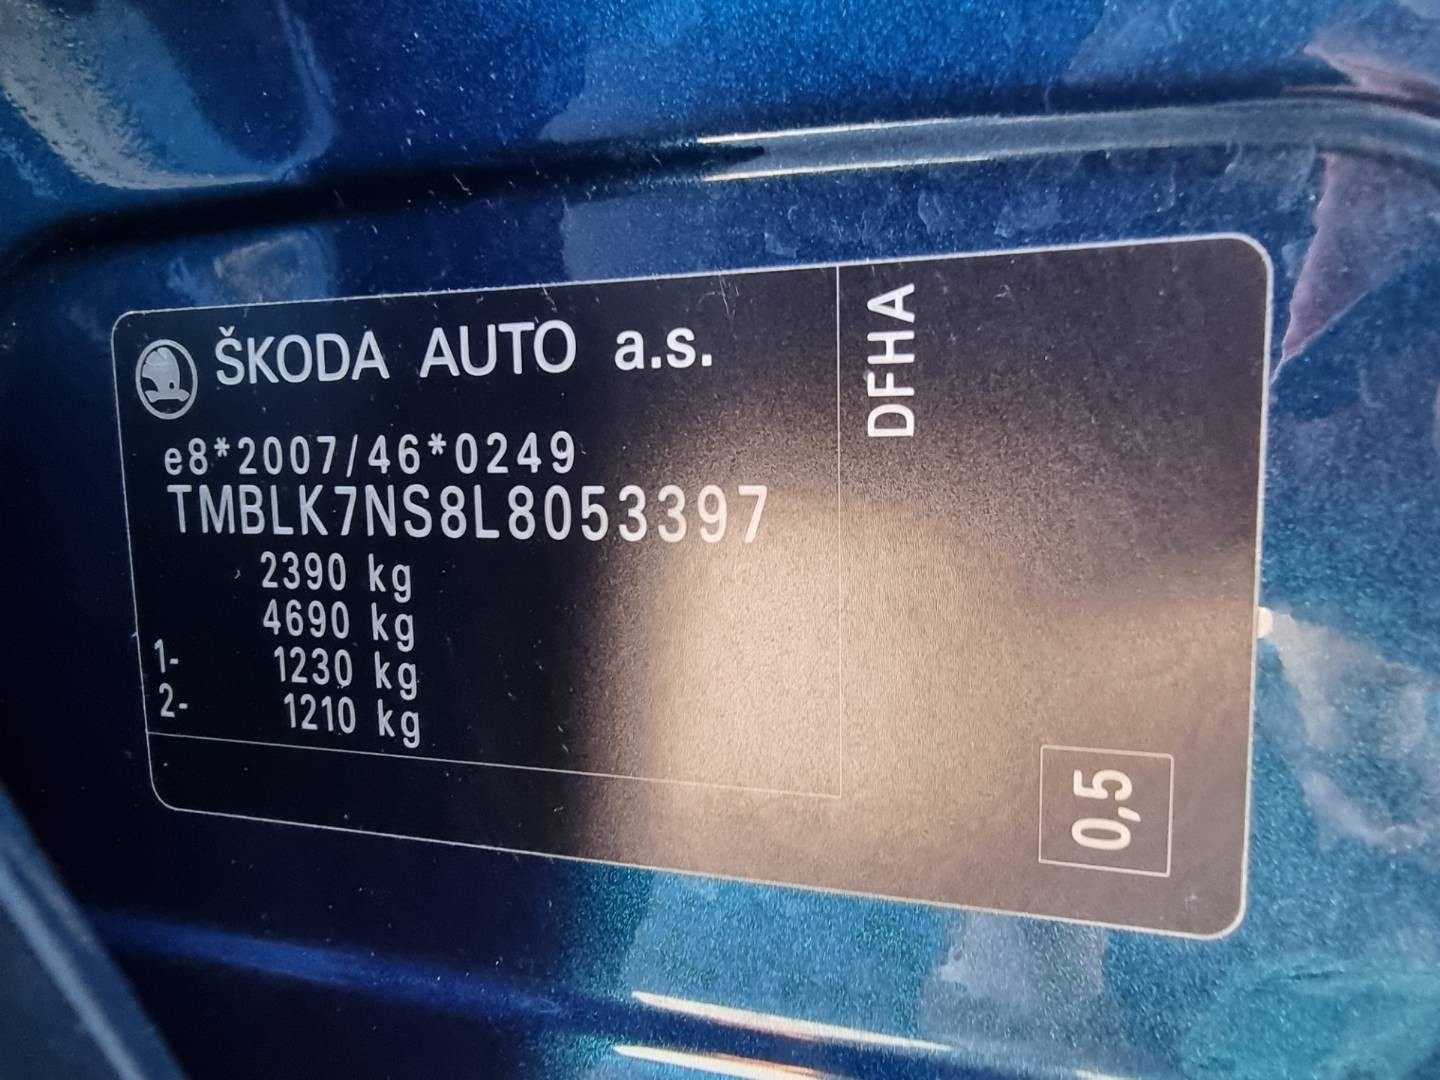 ŠKODA AUTO a.s.
e8*2007/46*0249
TMBLK7NS8L8053397
2390 kg
4690 kg
1- 1230 kg
2- 1210 kg
DFHA
0,5